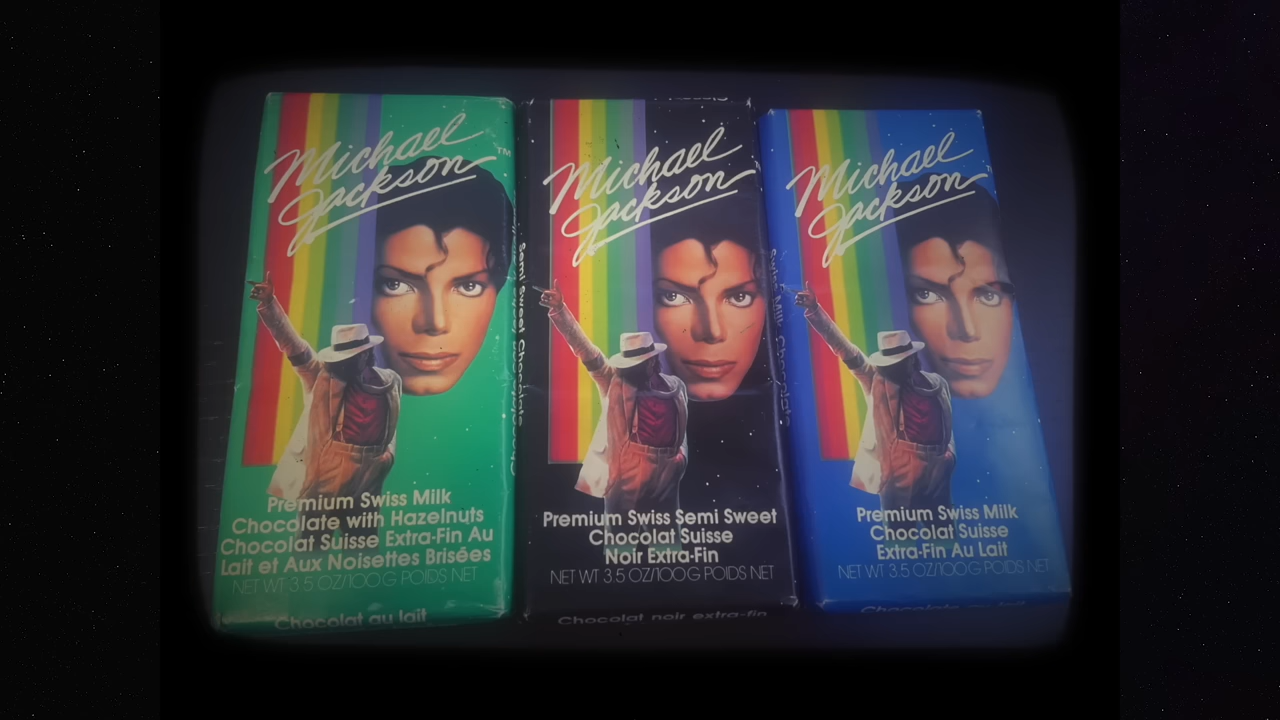 Michael
Jackson
TM
Premium Swiss Milk
Chocolate with Hazelnuts
Chocolat Suisse Extra-Fin Au
Lait et Aux Noisettes Brisées
NET WT 3.5 OZ/100G POIDS NET
Chocolat au lait
Michael
Jackson
Semi Sweet Chocolate
Premium Swiss Semi Sweet
Chocolat Suisse
Noir Extra-Fin
NET WT 3.5 OZ/100G POIDS NET
Chocolat noir extra-fin
Michael
Jackson
Swiss Milk Chocolate
Premium Swiss Milk
Chocolat Suisse
Extra-Fin Au Lait
NET WT 3.5 OZ/100G POIDS NET